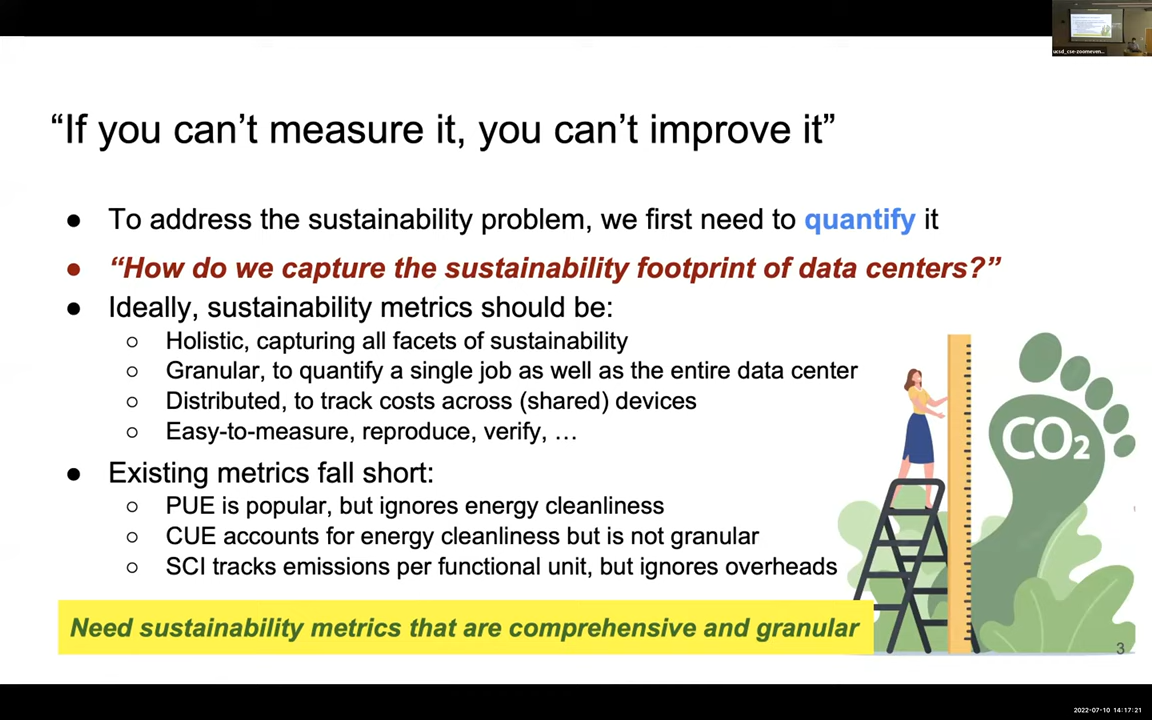 ucsd_cse-zoomeven...
“If you can’t measure it, you can’t improve it”
● To address the sustainability problem, we first need to quantify it
● “How do we capture the sustainability footprint of data centers?”
● Ideally, sustainability metrics should be:
○ Holistic, capturing all facets of sustainability
○ Granular, to quantify a single job as well as the entire data center
○ Distributed, to track costs across (shared) devices
○ Easy-to-measure, reproduce, verify, …
● Existing metrics fall short:
○ PUE is popular, but ignores energy cleanliness
○ CUE accounts for energy cleanliness but is not granular
○ SCI tracks emissions per functional unit, but ignores overheads
CO2
Need sustainability metrics that are comprehensive and granular
3
2022-07-10 14:17:21